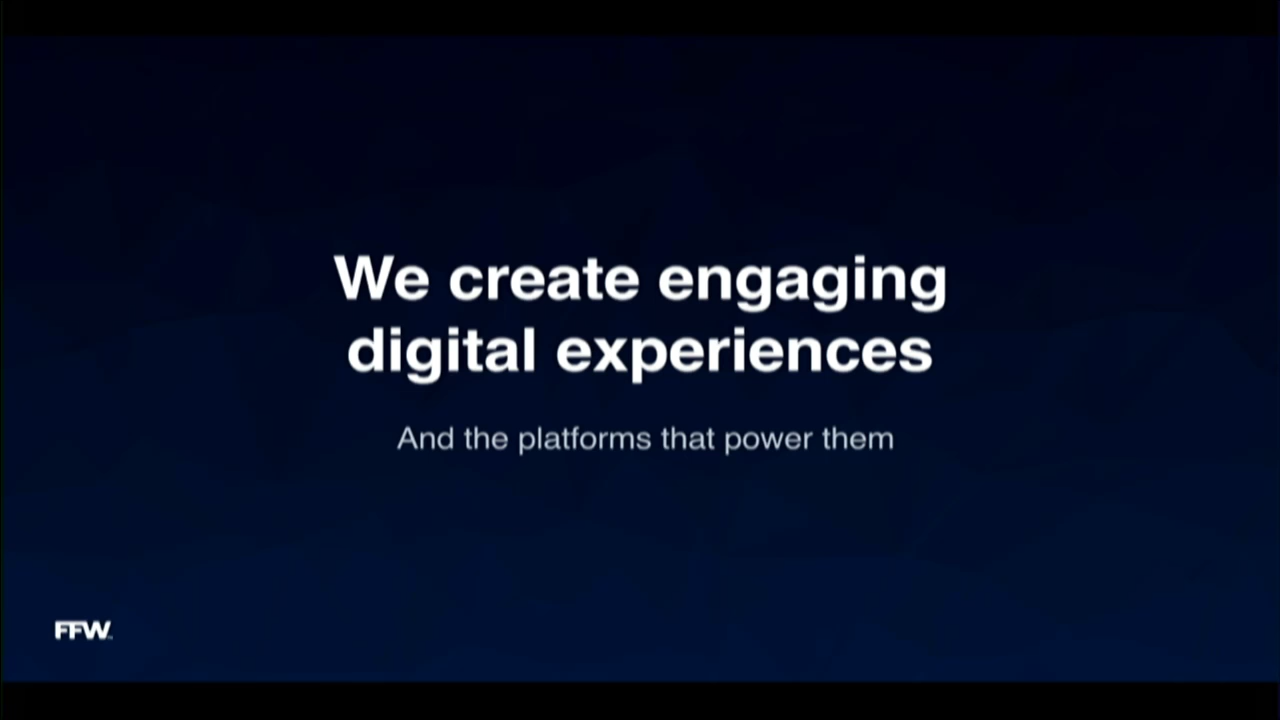 We create engaging
digital experiences
And the platforms that power them
FFW